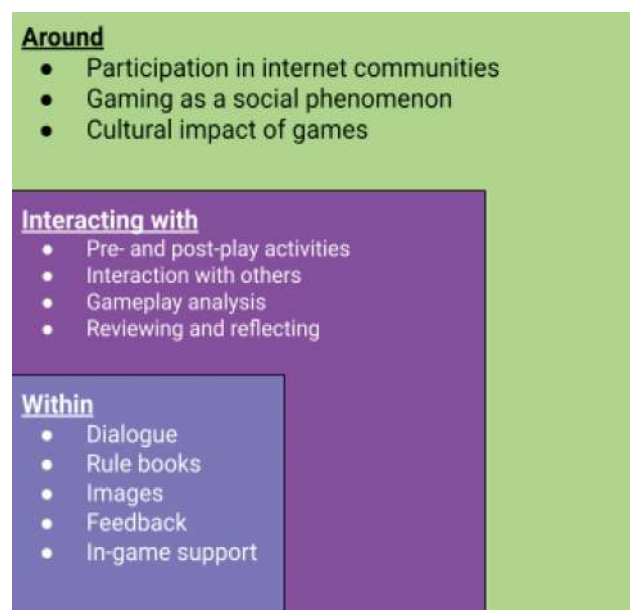 Around
● Participation in internet communities
● Gaming as a social phenomenon
● Cultural impact of games
Interacting with
● Pre- and post-play activities
● Interaction with others
● Gameplay analysis
● Reviewing and reflecting
Within
● Dialogue
● Rule books
● Images
● Feedback
● In-game support